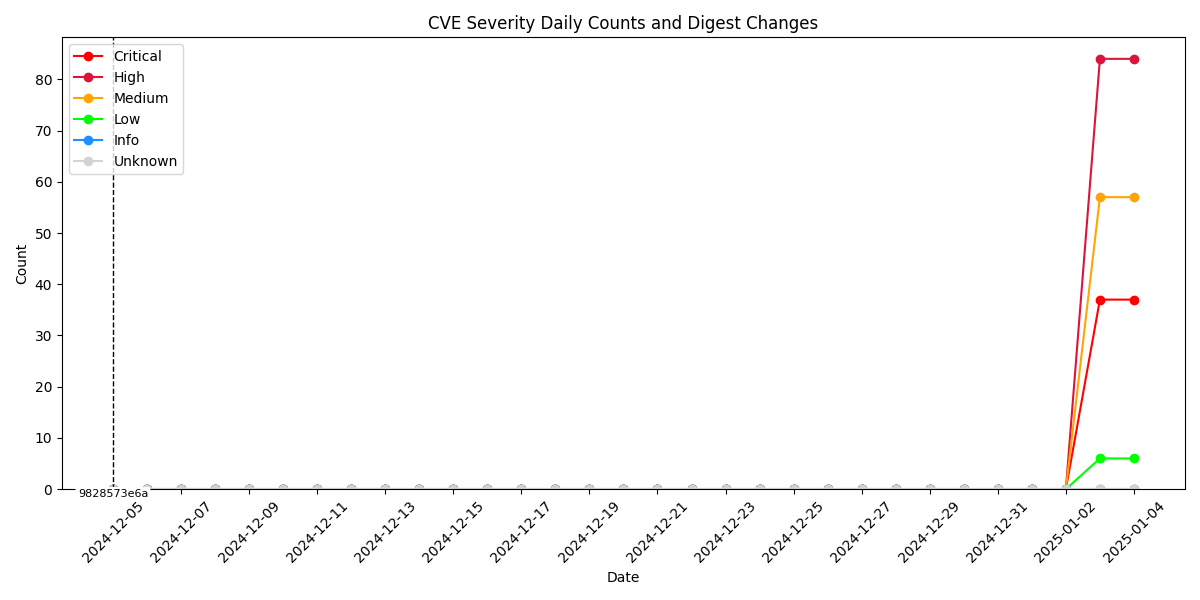 CVE Severity Daily Counts and Digest Changes
Critical
High
Medium
Low
Info
Unknown
Count
80
70
60
50
40
30
20
10
0
9828573e6a
2024-12-05
2024-12-07
2024-12-09
2024-12-11
2024-12-13
2024-12-15
2024-12-17
2024-12-19
2024-12-21
2024-12-23
2024-12-25
2024-12-27
2024-12-29
2024-12-31
2025-01-02
2025-01-04
Date